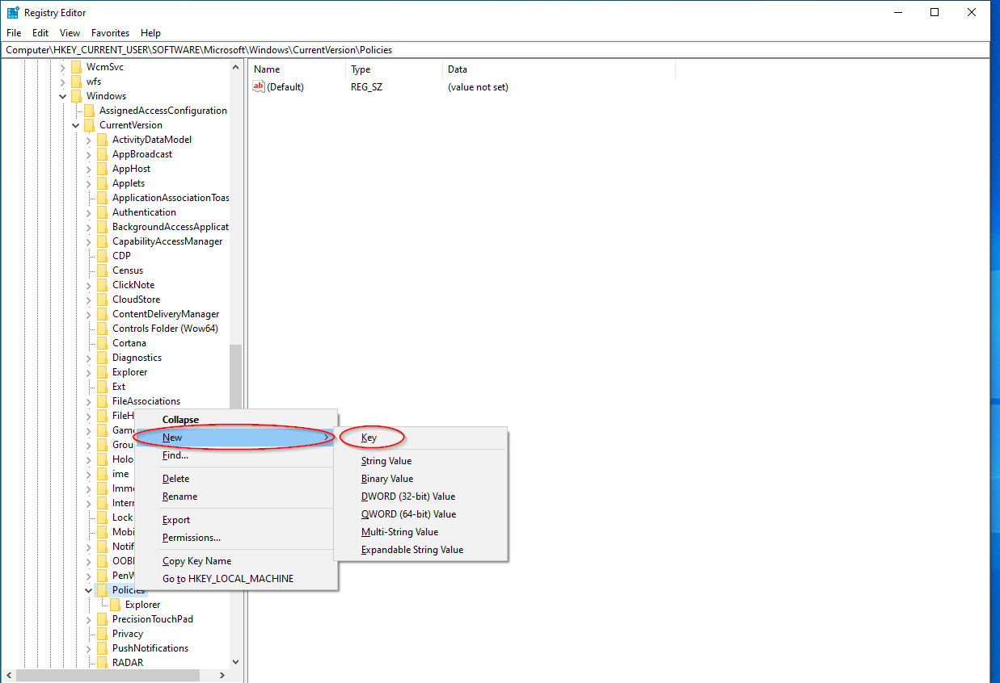 Registry Editor
File Edit View Favorites Help
Computer\HKEY_CURRENT_USER\SOFTWARE\Microsoft\Windows\CurrentVersion\Policies
WcmSvc
wfs
Windows
AssignedAccessConfiguration
CurrentVersion
ActivityDataModel
AppBroadcast
AppHost
Applets
ApplicationAssociationToas
Authentication
BackgroundAccessApplicat
CapabilityAccessManager
CDP
Census
ClickNote
CloudStore
ContentDeliveryManager
Controls Folder (Wow64)
Cortana
Diagnostics
Explorer
Ext
FileAssociations
FileH
Game
Grou
Holo
ime
Imme
Inter
Lock
Mobi
Notif
OOBE
PenW
Policies
Explorer
PrecisionTouchPad
Privacy
PushNotifications
RADAR
Name Type Data
ab (Default) REG_SZ (value not set)
Collapse
New
Find...
Delete
Rename
Export
Permissions...
Copy Key Name
Go to HKEY_LOCAL_MACHINE
Key
String Value
Binary Value
DWORD (32-bit) Value
QWORD (64-bit) Value
Multi-String Value
Expandable String Value